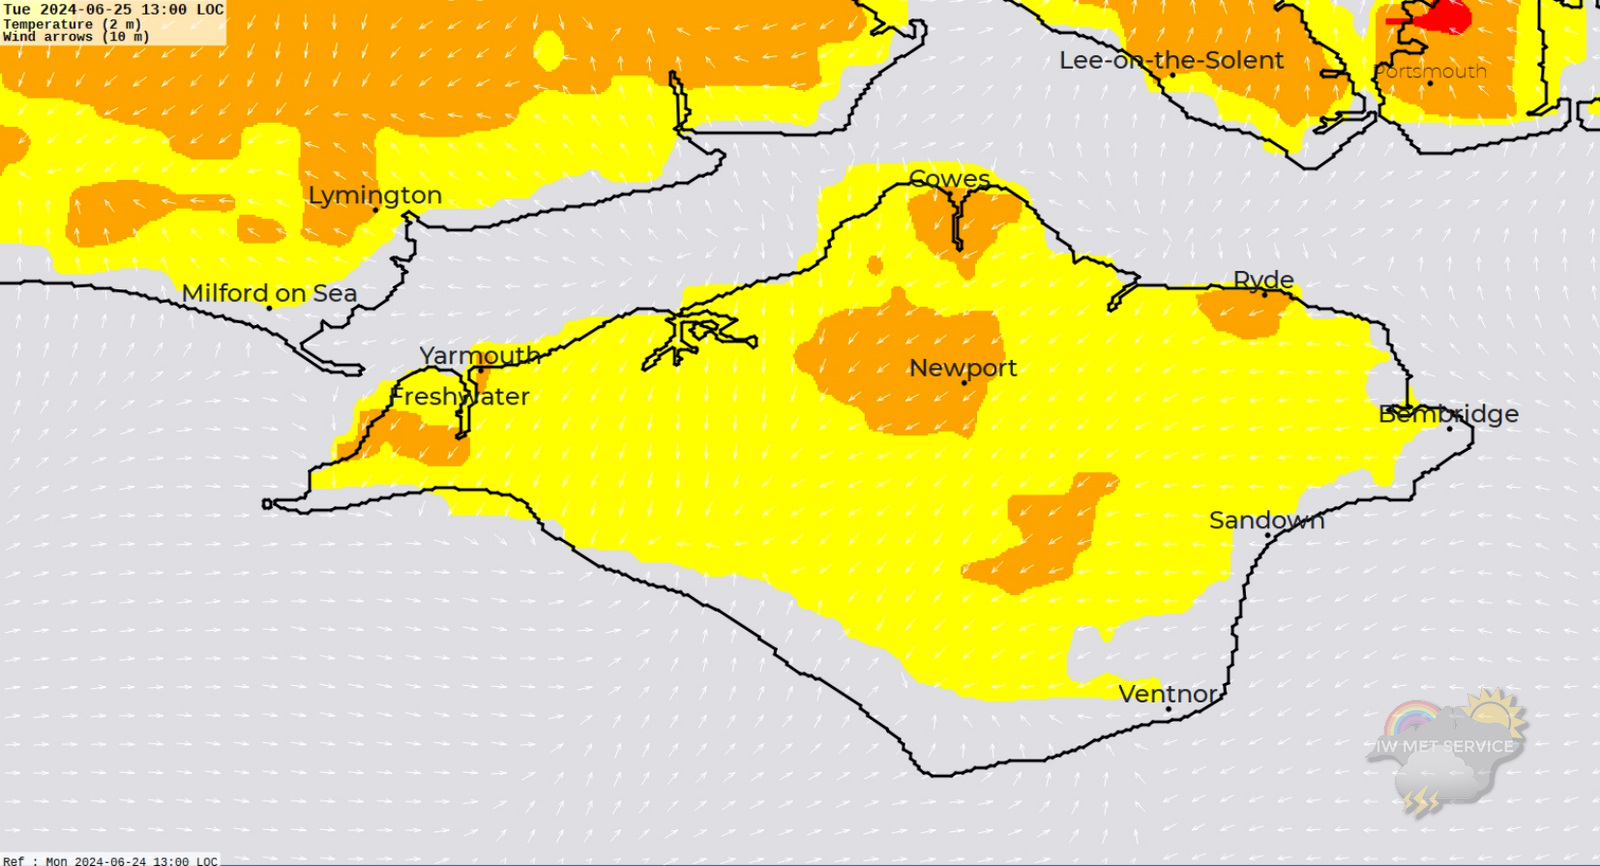 Tue 2024-06-25 13:00 LOC
Temperature (2 m)
Wind arrows (10 m)
Lee-on-the-Solent
Portsmouth
Cowes
Lymington
Ryde
Milford on Sea
Yarmouth
Newport
Freshwater
Bembridge
Sandown
Ventnor
IW MET SERVICE
Ref : Mon 2024-06-24 13:00 LOC